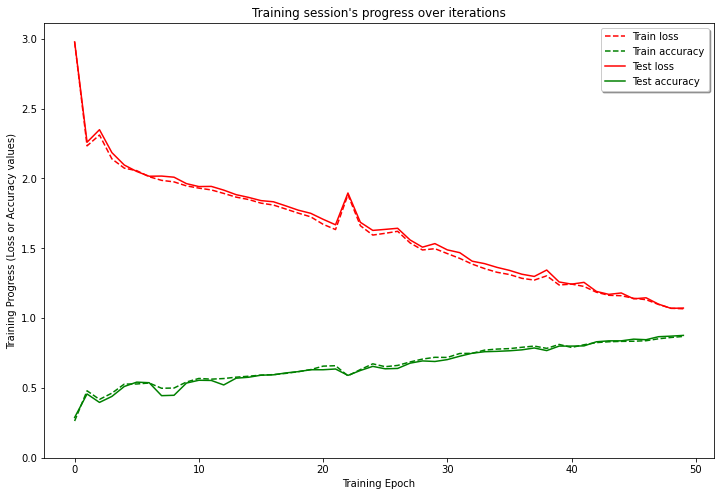 Training session's progress over iterations
Train loss
Train accuracy
Test loss
Test accuracy
Training Progress (Loss or Accuracy values)
3.0
2.5
2.0
1.5
1.0
0.5
0.0
0
10
20
30
40
50
Training Epoch